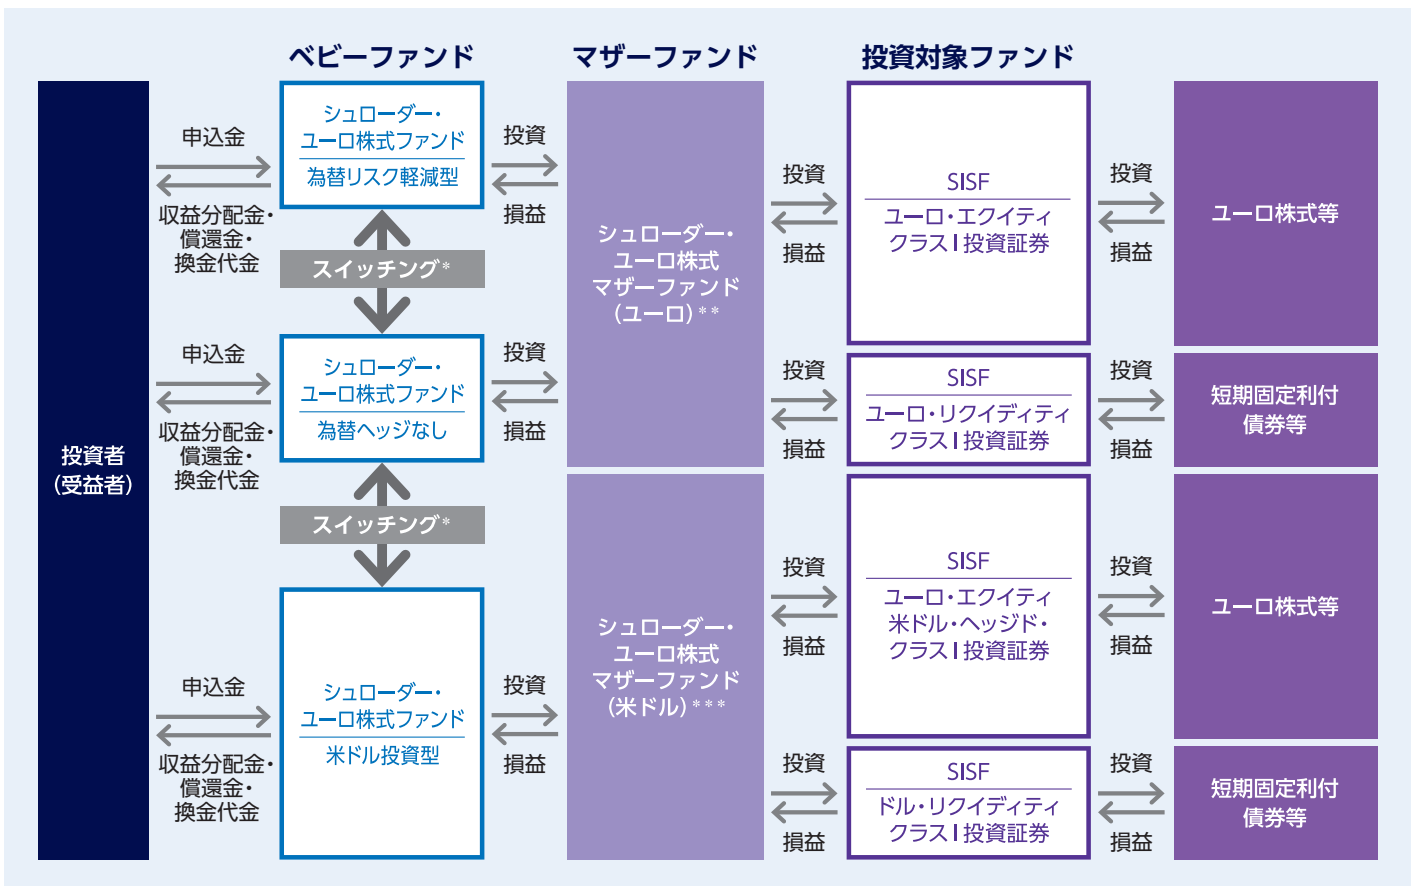 ベビーファンド
マザーファンド
投資対象ファンド
投資者
(受益者)
申込金
収益分配金・
償還金・
換金代金
シュローダー・
ユーロ株式ファンド
為替リスク軽減型
投資
損益
スイッチング*
申込金
収益分配金・
償還金・
換金代金
シュローダー・
ユーロ株式ファンド
為替ヘッジなし
投資
損益
スイッチング*
申込金
収益分配金・
償還金・
換金代金
シュローダー・
ユーロ株式ファンド
米ドル投資型
投資
損益
シュローダー・
ユーロ株式
マザーファンド
(ユーロ)**
シュローダー・
ユーロ株式
マザーファンド
(米ドル)***
投資
損益
SISF
ユーロ・エクイティ
クラスI投資証券
投資
損益
ユーロ株式等
投資
損益
SISF
ユーロ・リクイディティ
クラスI投資証券
投資
損益
短期固定利付
債券等
投資
損益
SISF
ユーロ・エクイティ
米ドル・ヘッジド・
クラスI投資証券
投資
損益
ユーロ株式等
投資
損益
SISF
ドル・リクイディティ
クラスI投資証券
投資
損益
短期固定利付
債券等